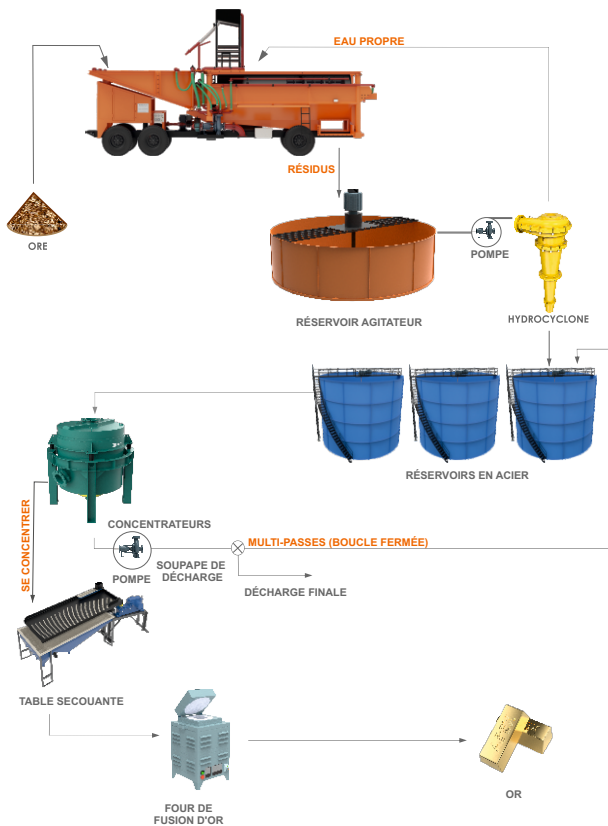 EAU PROPRE
RÉSIDUS
ORE
POMPE
RÉSERVOIR AGITATEUR
HYDROCYCLONE
RÉSERVOIRS EN ACIER
SE CONCENTRER
CONCENTRATEURS
MULTI-PASSES (BOUCLE FERMÉE)
POMPE
SOUPAPE DE
DÉCHARGE
DÉCHARGE FINALE
TABLE SECOUANTE
FOUR DE
FUSION D'OR
OR